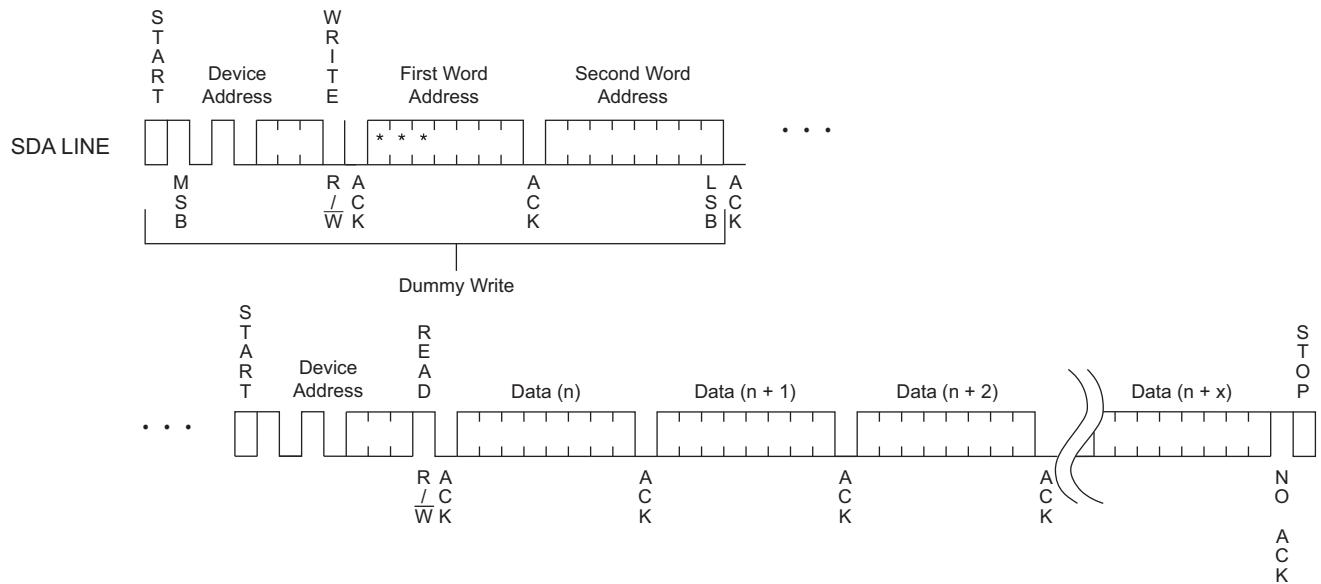 START
WRITE
Device
Address
First Word
Address
Second Word
Address
SDA LINE
* * *
• • •
MSB
R/W
ACK
ACK
LSB
ACK
Dummy Write
START
READ
STOP
Device
Address
Data (n)
Data (n + 1)
Data (n + 2)
Data (n + x)
• • •
R/W
ACK
ACK
ACK
ACK
NO ACK